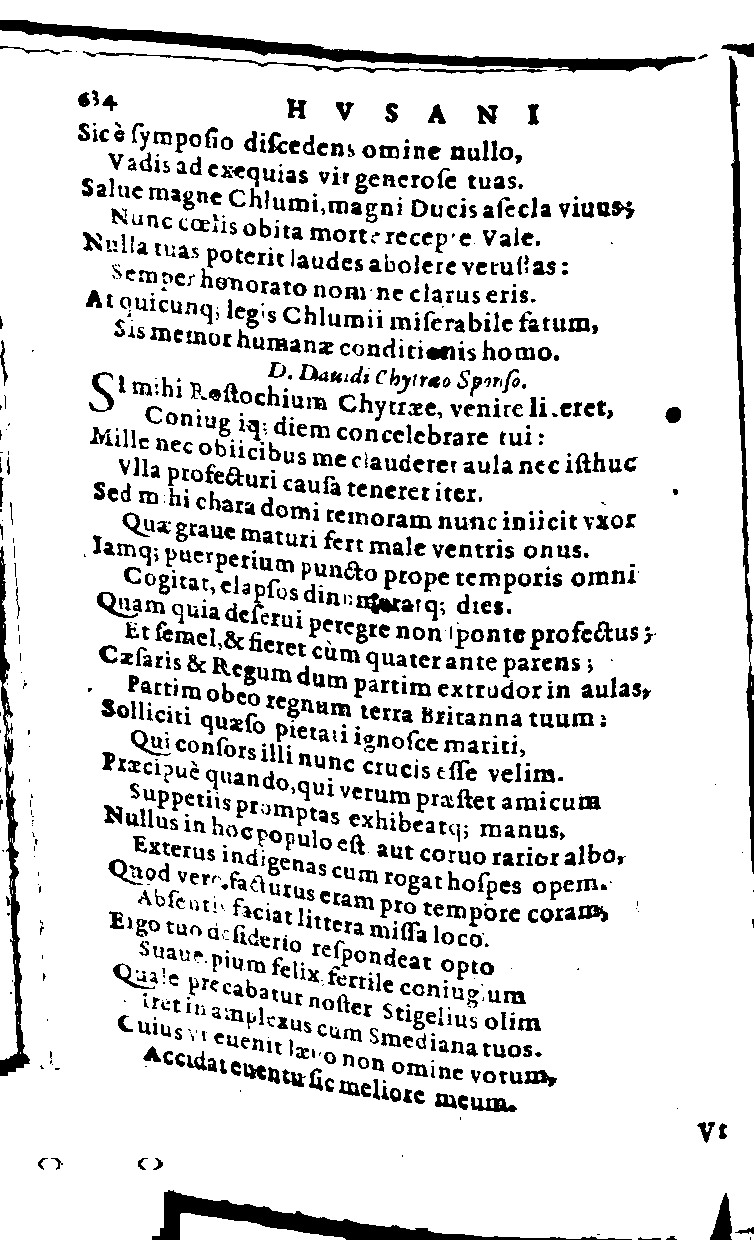 634 HVSANI
Sic è ſympoſio diſcedens omine nullo,
Vadis ad exequias vir generoſe tuas.
Salue magne Chlumi, magni Ducis aſecla viuus;
Nunc cœlis obita morte recepte Vale.
Nulla tuas poterit laudes abolere vetuſtas:
Semper honorato nomine clarus eris.
At quicunq; legis Chlumii miſerabile fatum,
Sis memor humanæ conditionis homo.
D. Dauidi Chytræo Sponſo.
SI mihi Roſtochium Chytræe, venire liceret,
Coniugiiq; diem concelebrare tui:
Mille nec obiicibus me clauderet aula nec iſthuc
Vlla profecturi cauſa teneret iter.
Sed mihi chara domi remoram nunc iniicit vxor
Quæ graue maturi fert male ventris onus.
Iamq; puerperium puncto prope temporis omni
Cogitat, elapſos dinumeratq; dies.
Quam quia deſerui peregre non ſponte profectus;
Et ſemel, & fieret cùm quater ante parens;
Cæſaris & Regum dum partim extrudor in aulas,
Partim obeo regnum terra Britanna tuum:
Solliciti quæſo pietati ignoſce mariti,
Qui conſors illi nunc crucis eſſe velim.
Præcipuè quando, qui verum præſtet amicum
Suppetiis promptas exhibeatq; manus,
Nullus in hoc populo eſt aut coruo rarior albo,
Exterus indigenas cum rogat hoſpes opem.
Quod vero facturus eram pro tempore coram,
Abſentis faciat littera miſſa loco.
Ergo tuo deſiderio reſpondeat opto
Suaue, pium felix, fertile coniugium
Quale precabatur noſter Stigelius olim
Iret in amplexus cum Smediana tuos.
Cuius vt euenit læuo non omine votum,
Accidat euentu ſic meliore meum.
Vt